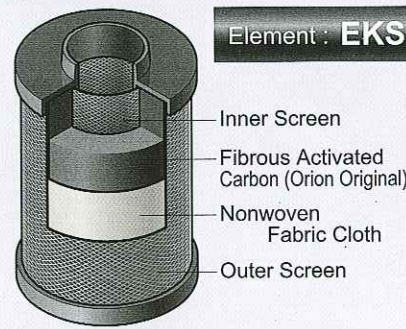 Element : EKS
Inner Screen
Fibrous Activated
Carbon (Orion Original)
Nonwoven
Fabric Cloth
Outer Screen